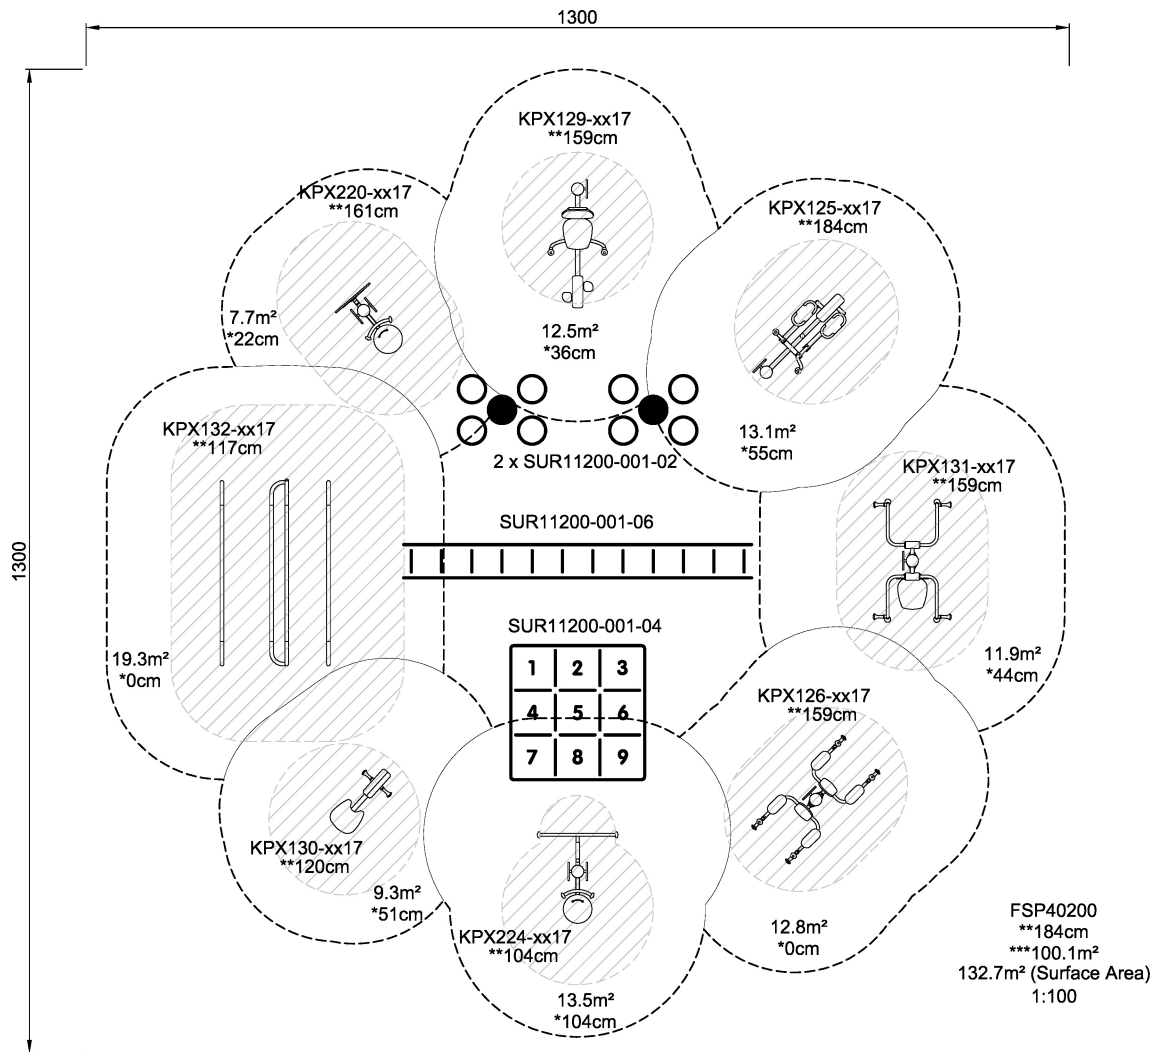 1300
1300
KPX129-xx17
**159cm
12.5m²
*36cm
KPX220-xx17
**161cm
7.7m²
*22cm
KPX125-xx17
**184cm
13.1m²
*55cm
KPX132-xx17
**117cm
19.3m²
*0cm
2 x SUR11200-001-02
KPX131-xx17
**159cm
11.9m²
*44cm
SUR11200-001-06
SUR11200-001-04
1 2 3
4 5 6
7 8 9
KPX126-xx17
**159cm
12.8m²
*0cm
KPX130-xx17
**120cm
9.3m²
*51cm
KPX224-xx17
**104cm
13.5m²
*104cm
FSP40200
**184cm
***100.1m²
132.7m² (Surface Area)
1:100